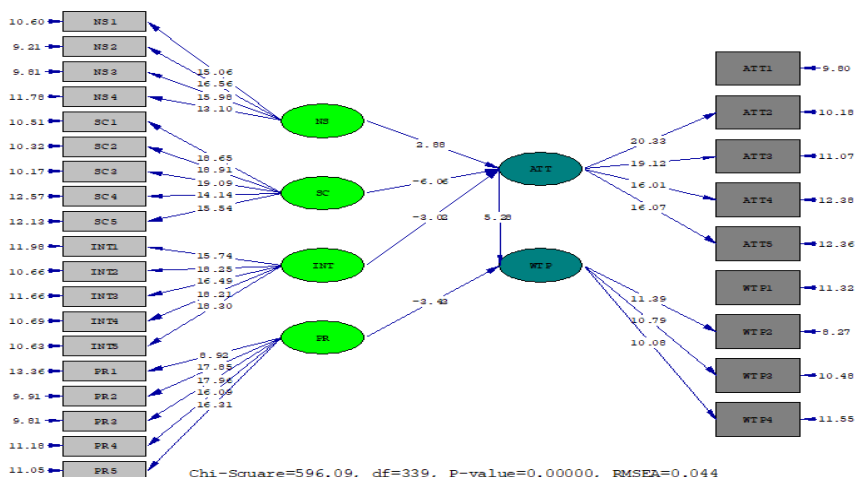 10.60 NS1
9.21 NS2
9.81 NS3
11.78 NS4
10.51 SC1
10.32 SC2
10.17 SC3
12.57 SC4
12.13 SC5
11.98 INT1
10.66 INT2
11.66 INT3
10.69 INT4
10.63 INT5
13.36 PR1
9.91 PR2
9.81 PR3
11.18 PR4
11.05 PR5
15.06
16.56
15.98
13.10
18.65
18.91
19.09
14.14
15.54
15.74
18.25
16.49
18.21
18.30
8.92
17.85
17.96
16.09
16.31
NS
SC
INT
PR
2.88
-6.06
-3.02
5.28
-3.43
ATT
WTP
20.33
19.12
16.01
16.07
11.39
10.79
10.08
ATT1 9.80
ATT2 10.18
ATT3 11.07
ATT4 12.38
ATT5 12.36
WTP1 11.32
WTP2 8.27
WTP3 10.48
WTP4 11.55
Chi-Square=596.09, df=339, P-value=0.00000, RMSEA=0.044